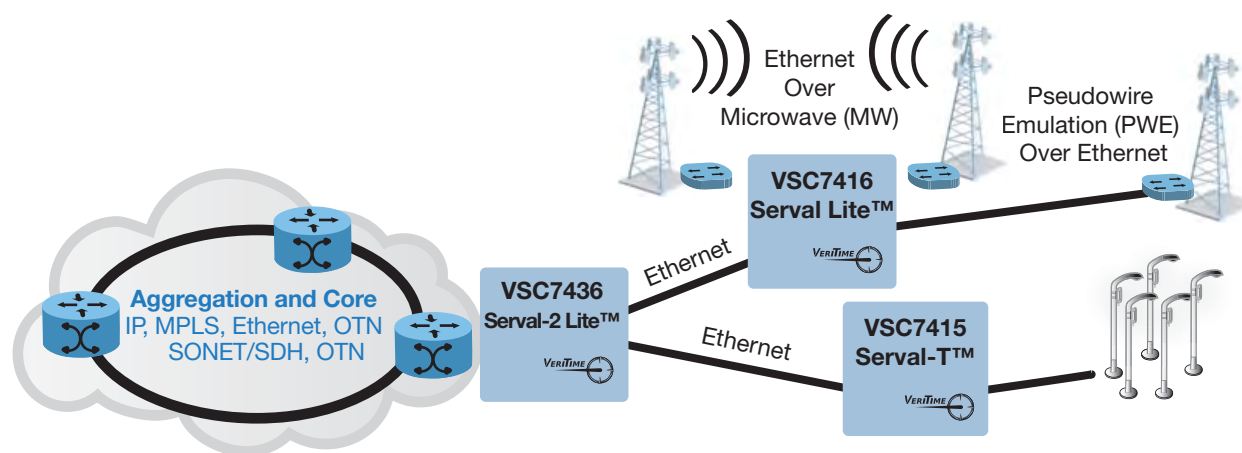 Ethernet
Over
Microwave (MW)
Pseudowire
Emulation (PWE)
Over Ethernet
VSC7416
Serval Lite™
VERITIME
Ethernet
Aggregation and Core
IP, MPLS, Ethernet, OTN
SONET/SDH, OTN
VSC7436
Serval-2 Lite™
VERITIME
Ethernet
VSC7415
Serval-T™
VERITIME